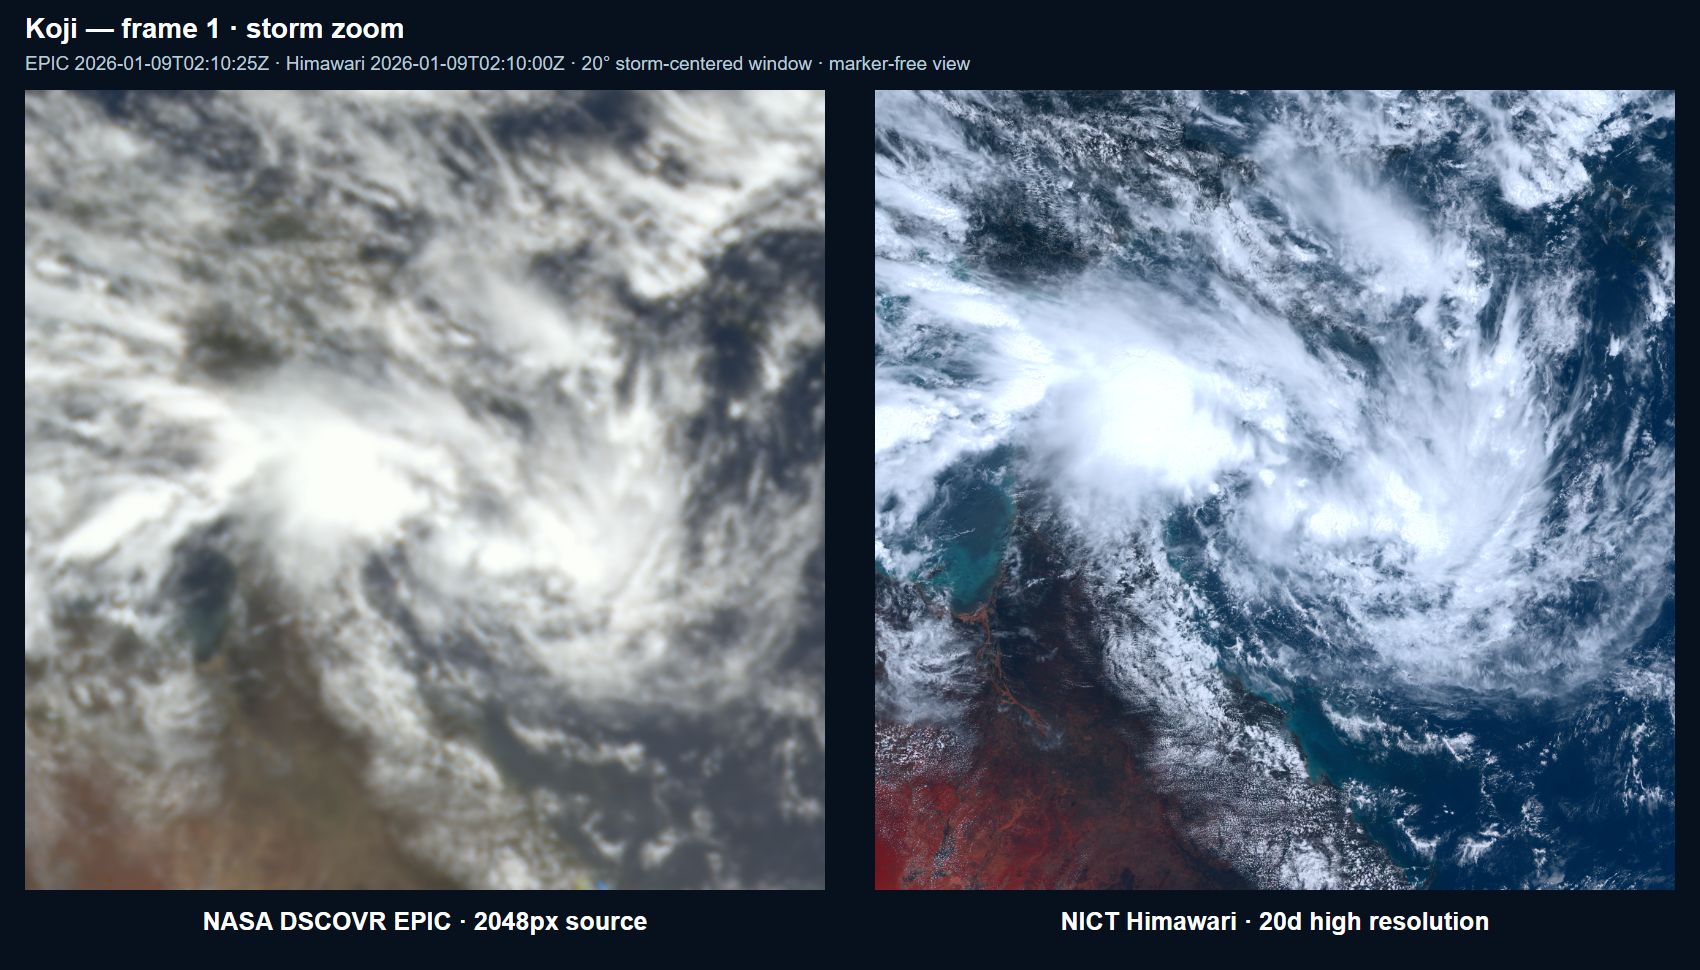 Koji — frame 1 · storm zoom
EPIC 2026-01-09T02:10:25Z · Himawari 2026-01-09T02:10:00Z · 20° storm-centered window · marker-free view
NASA DSCOVR EPIC · 2048px source
NICT Himawari · 20d high resolution